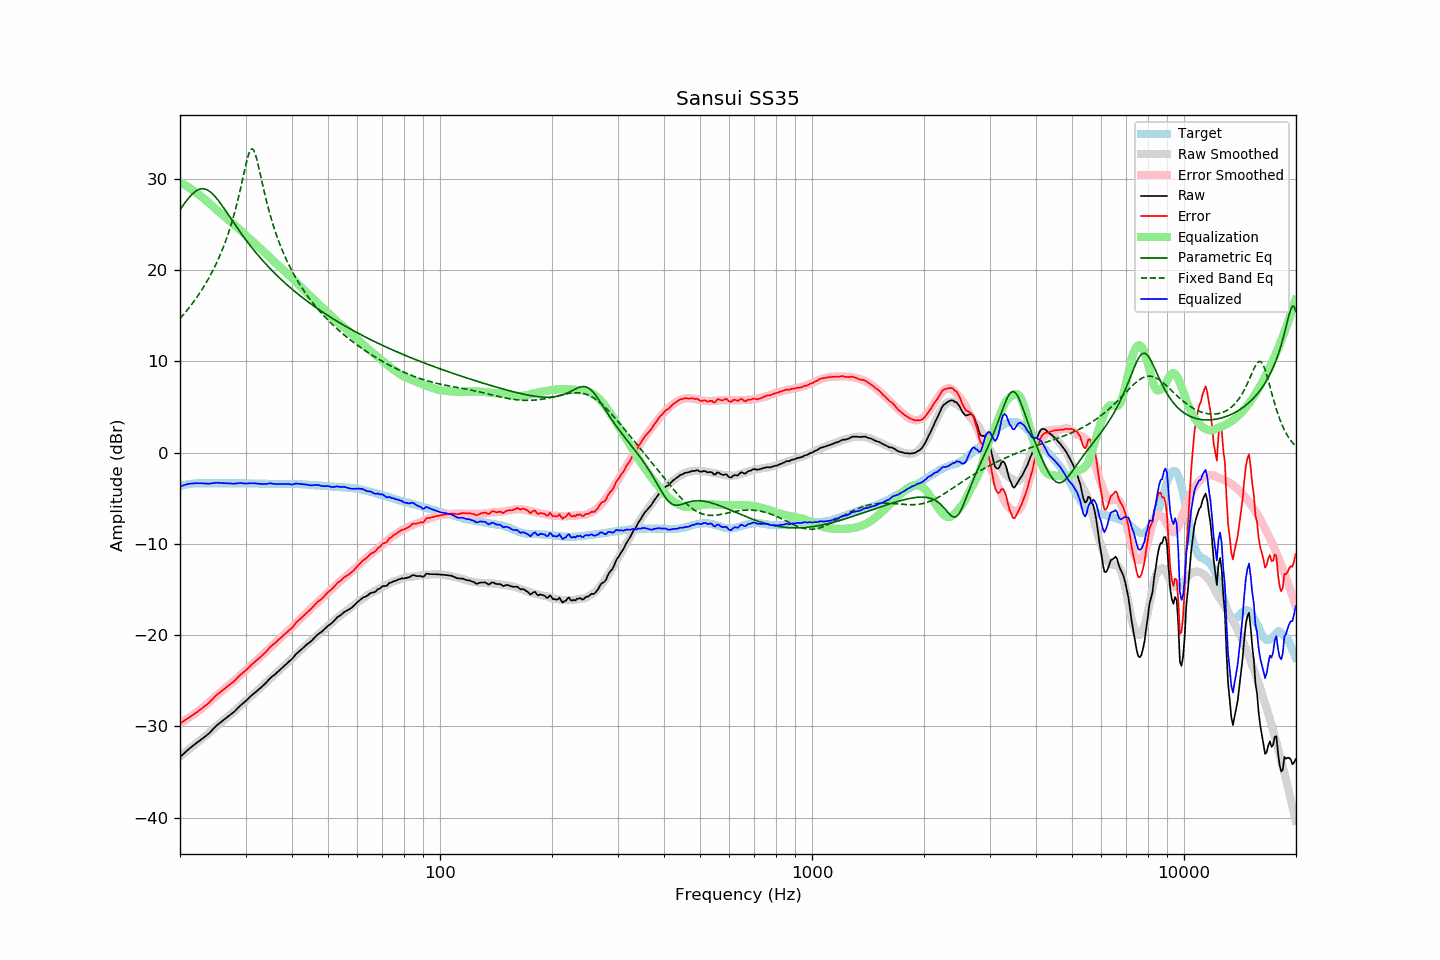 Sansui SS35
Target
Raw Smoothed
Error Smoothed
Raw
Error
Equalization
Parametric Eq
Fixed Band Eq
Equalized
Amplitude (dBr)
30
20
10
0
−10
−20
−30
−40
100
1000
10000
Frequency (Hz)